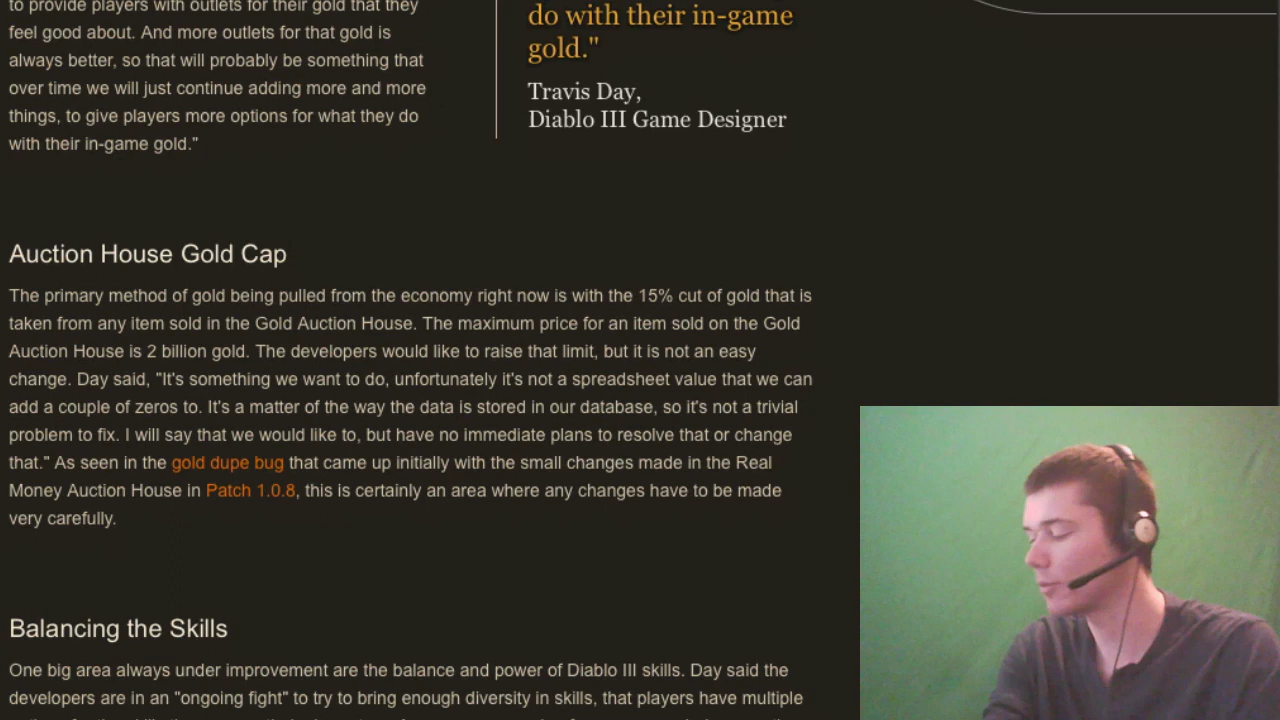 to provide players with outlets for their gold that they
feel good about. And more outlets for that gold is
always better, so that will probably be something that
over time we will just continue adding more and more
things, to give players more options for what they do
with their in-game gold."
do with their in-game
gold."
Travis Day,
Diablo III Game Designer
Auction House Gold Cap
The primary method of gold being pulled from the economy right now is with the 15% cut of gold that is
taken from any item sold in the Gold Auction House. The maximum price for an item sold on the Gold
Auction House is 2 billion gold. The developers would like to raise that limit, but it is not an easy
change. Day said, "It's something we want to do, unfortunately it's not a spreadsheet value that we can
add a couple of zeros to. It's a matter of the way the data is stored in our database, so it's not a trivial
problem to fix. I will say that we would like to, but have no immediate plans to resolve that or change
that." As seen in the gold dupe bug that came up initially with the small changes made in the Real
Money Auction House in Patch 1.0.8, this is certainly an area where any changes have to be made
very carefully.
Balancing the Skills
One big area always under improvement are the balance and power of Diablo III skills. Day said the
developers are in an "ongoing fight" to try to bring enough diversity in skills, that players have multiple